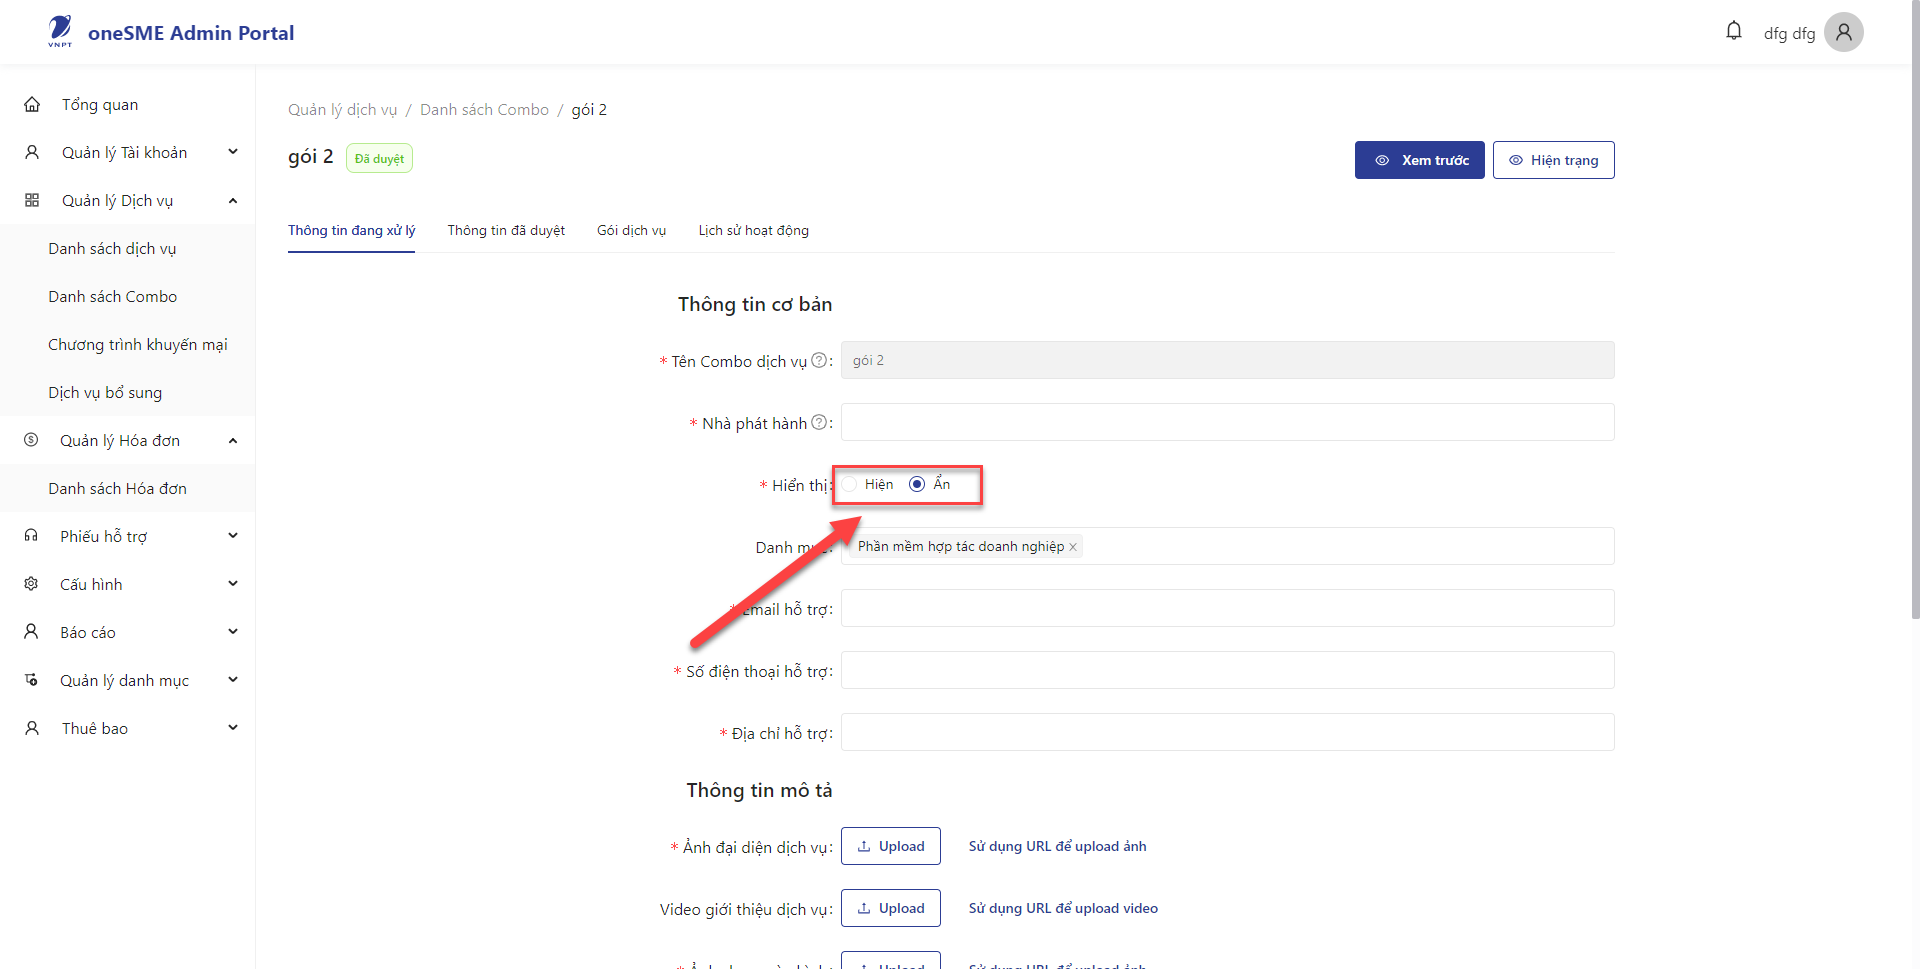 VNPT
oneSME Admin Portal
dfg dfg
Tổng quan
Quản lý Tài khoản
Quản lý Dịch vụ
Danh sách dịch vụ
Danh sách Combo
Chương trình khuyến mại
Dịch vụ bổ sung
Quản lý Hóa đơn
Danh sách Hóa đơn
Phiếu hỗ trợ
Cấu hình
Báo cáo
Quản lý danh mục
Thuê bao
Quản lý dịch vụ / Danh sách Combo / gói 2
gói 2 Đã duyệt
Xem trước
Hiện trạng
Thông tin đang xử lý
Thông tin đã duyệt
Gói dịch vụ
Lịch sử hoạt động
Thông tin cơ bản
* Tên Combo dịch vụ ? : gói 2
* Nhà phát hành ? :
* Hiển thị: Hiện Ẩn
Danh mục: Phần mềm hợp tác doanh nghiệp ×
* Email hỗ trợ:
* Số điện thoại hỗ trợ:
* Địa chỉ hỗ trợ:
Thông tin mô tả
* Ảnh đại diện dịch vụ: Upload Sử dụng URL để upload ảnh
Video giới thiệu dịch vụ: Upload Sử dụng URL để upload video
Upload Sử dụng URL để upload ảnh